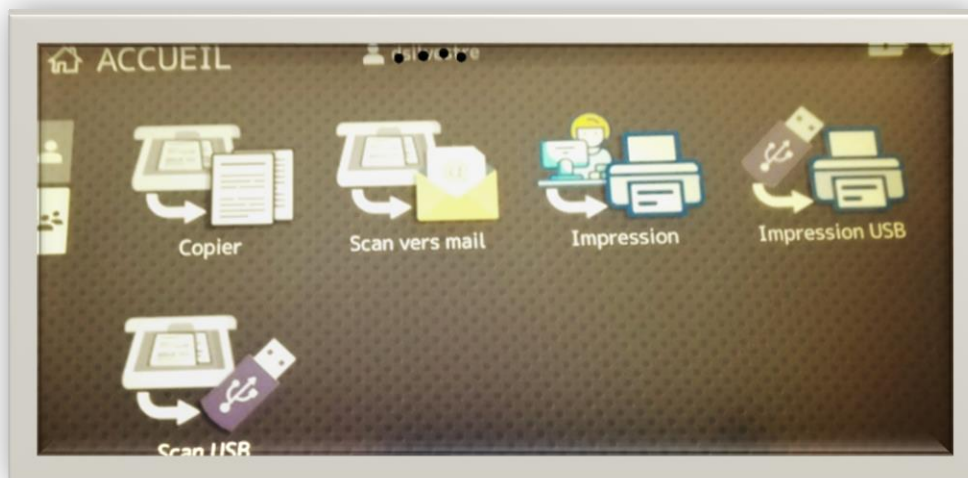 ACCUEIL
Copier
Scan vers mail
Impression
Impression USB
Scan USB